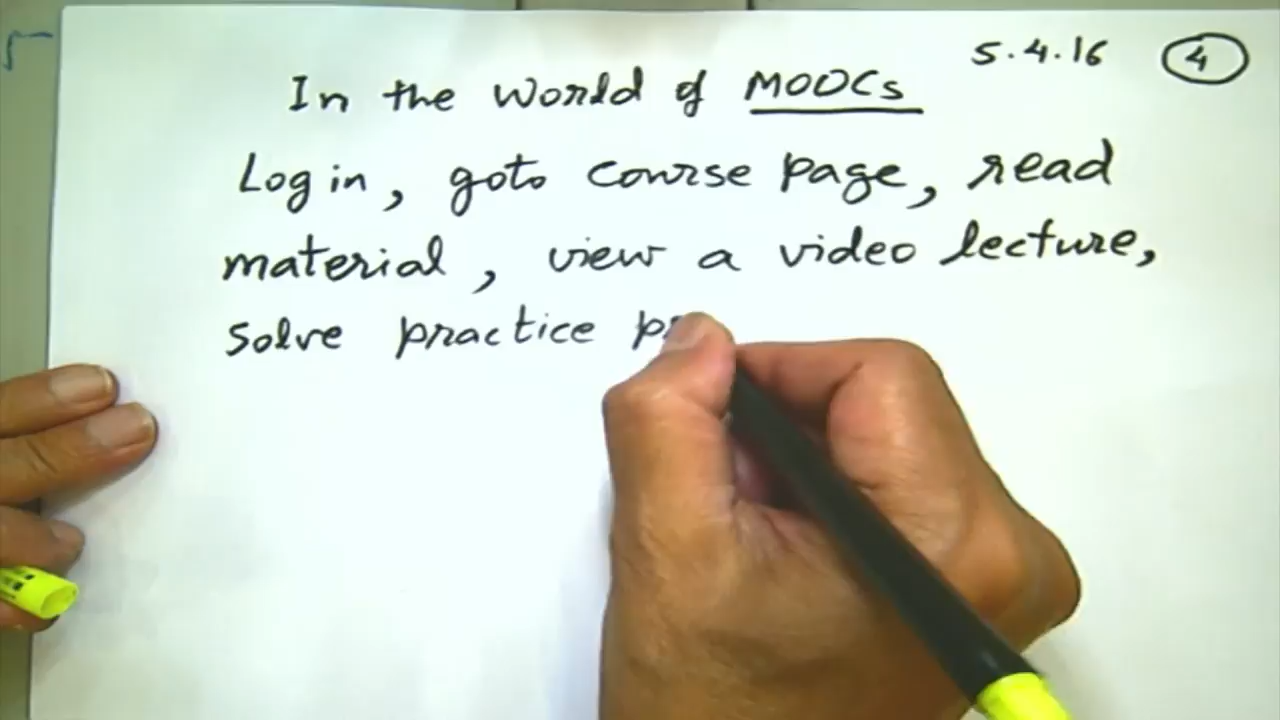 5.4.16 4
In the world of MOOCs
Log in, goto course page, read
material, view a video lecture,
solve practice